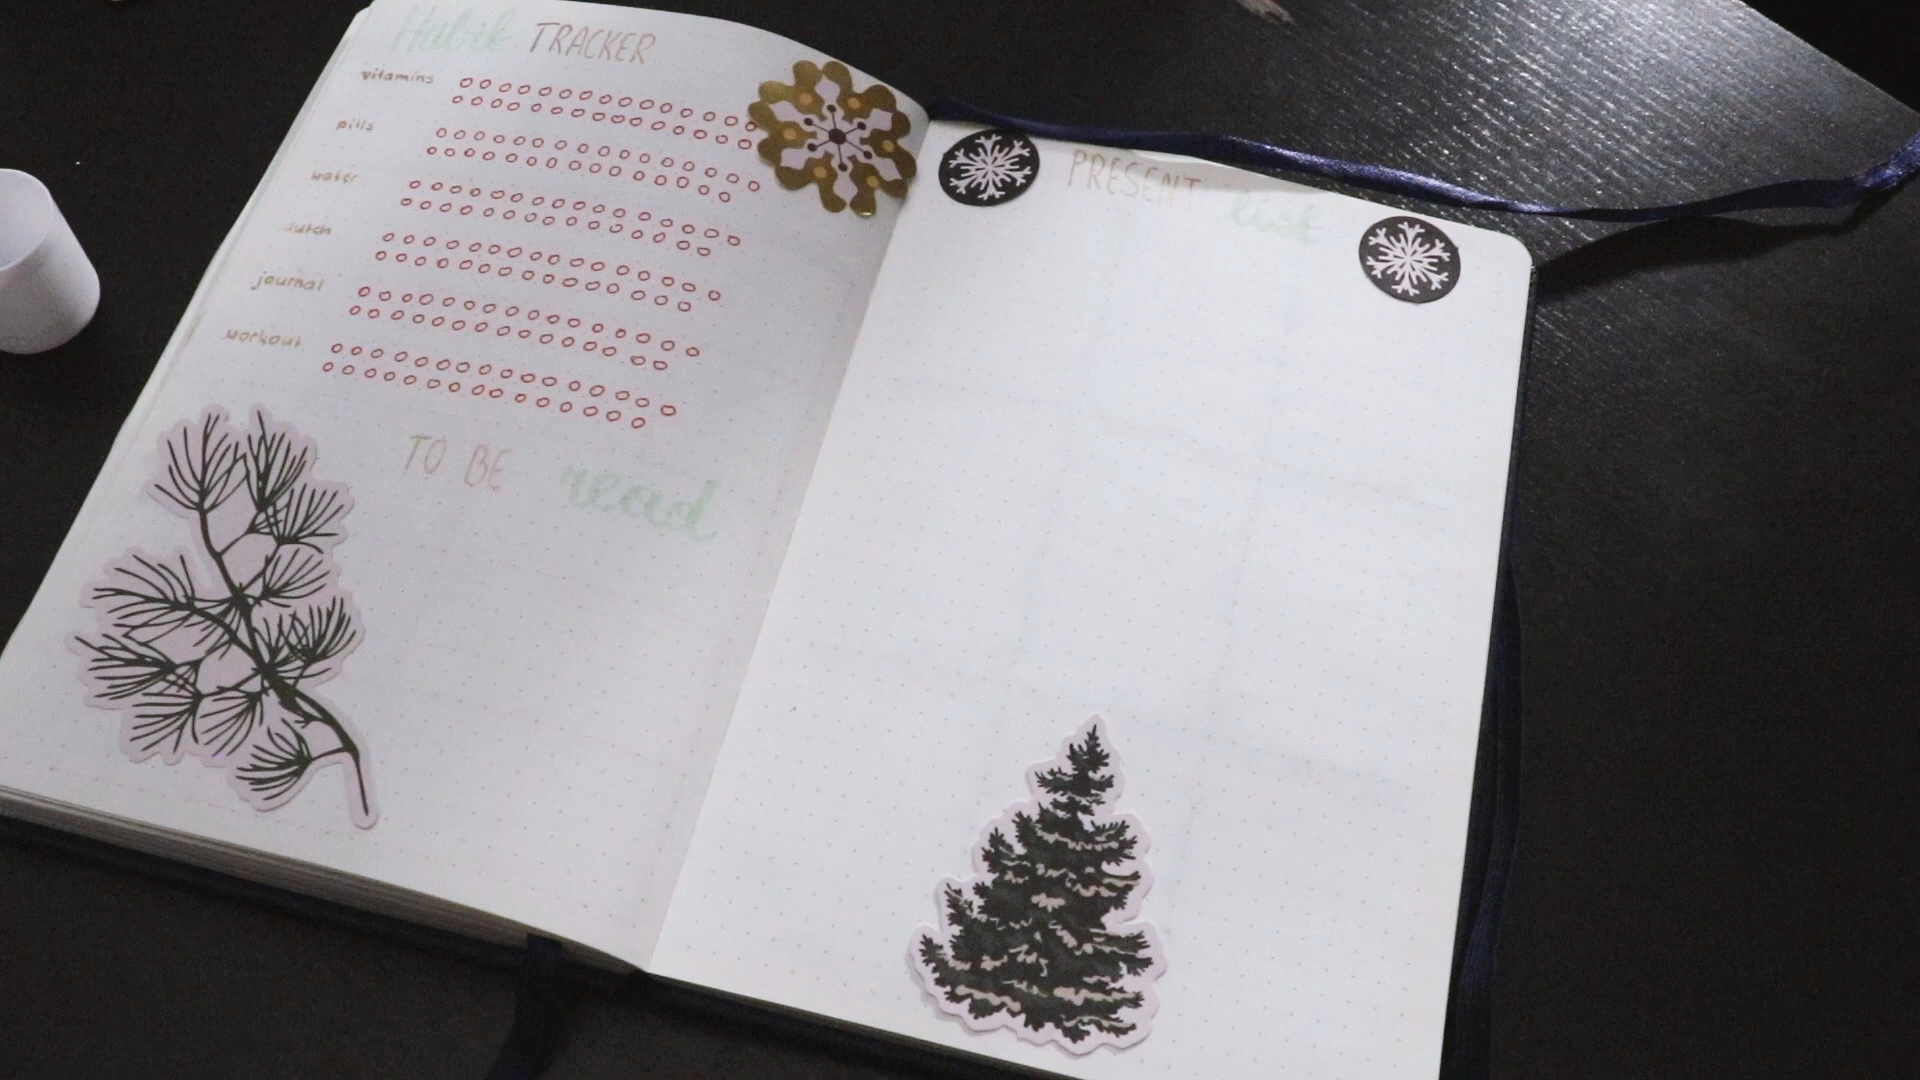 Habit TRACKER
vitamins
pills
water
dutch
journal
workout
TO BE read
PRESENT list